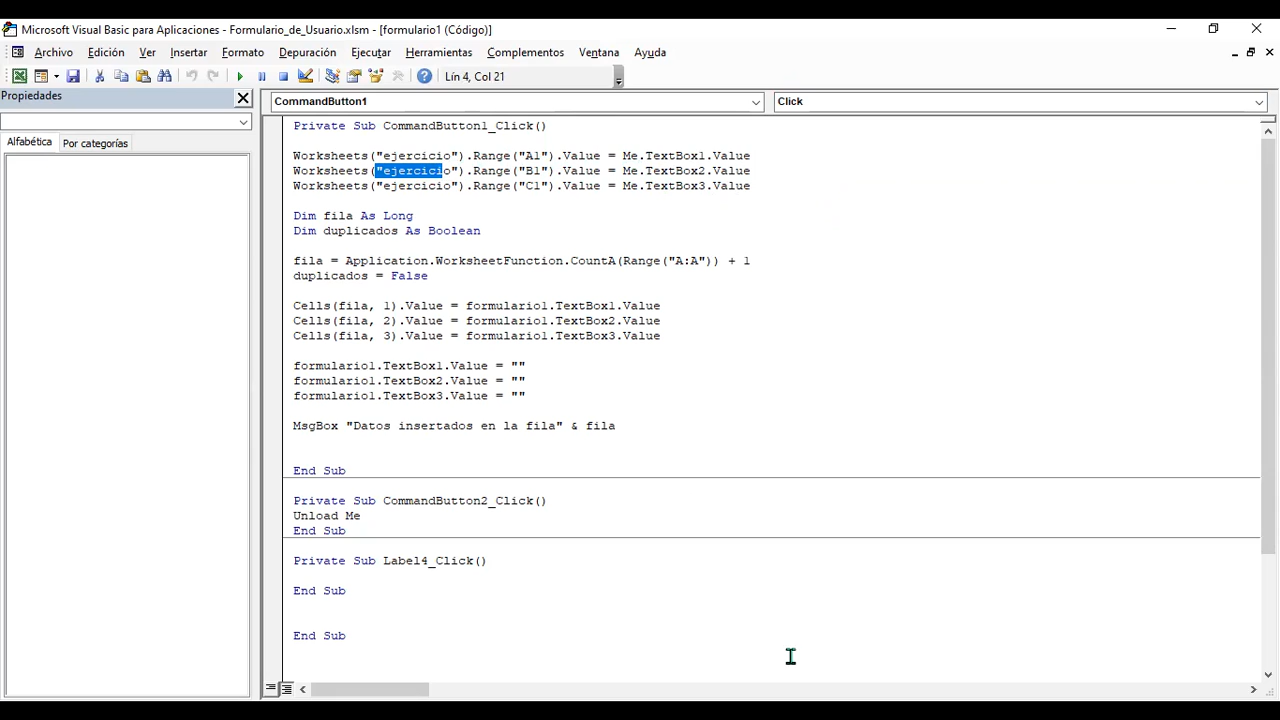 Microsoft Visual Basic para Aplicaciones - Formulario_de_Usuario.xlsm - [formulario1 (Código)]
Archivo Edición Ver Insertar Formato Depuración Ejecutar Herramientas Complementos Ventana Ayuda
Lín 4, Col 21
Propiedades
Alfabética Por categorías
CommandButton1 Click
Private Sub CommandButton1_Click()
Worksheets("ejercicio").Range("A1").Value = Me.TextBox1.Value
Worksheets("ejercicio").Range("B1").Value = Me.TextBox2.Value
Worksheets("ejercicio").Range("C1").Value = Me.TextBox3.Value
Dim fila As Long
Dim duplicados As Boolean
fila = Application.WorksheetFunction.CountA(Range("A:A")) + 1
duplicados = False
Cells(fila, 1).Value = formulario1.TextBox1.Value
Cells(fila, 2).Value = formulario1.TextBox2.Value
Cells(fila, 3).Value = formulario1.TextBox3.Value
formulario1.TextBox1.Value = ""
formulario1.TextBox2.Value = ""
formulario1.TextBox3.Value = ""
MsgBox "Datos insertados en la fila" & fila
End Sub
Private Sub CommandButton2_Click()
Unload Me
End Sub
Private Sub Label4_Click()
End Sub
End Sub